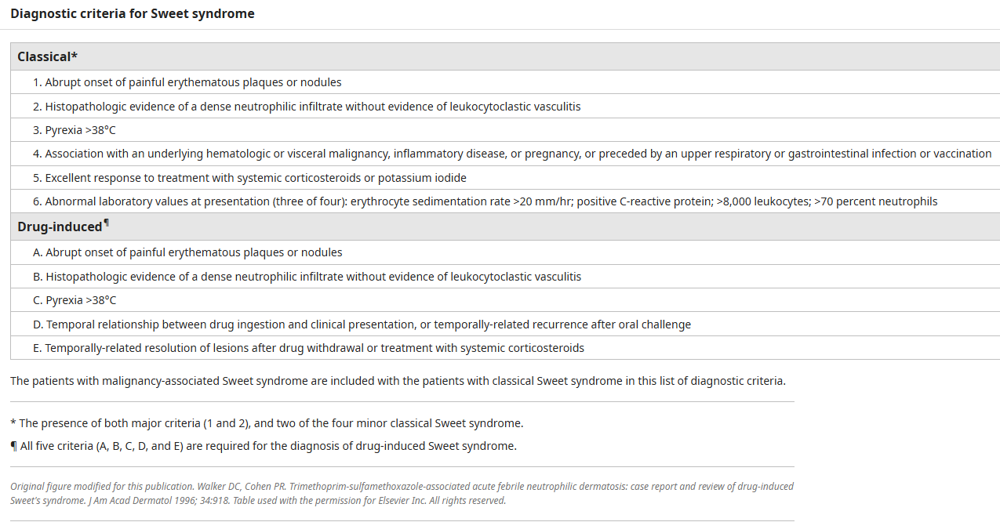 Diagnostic criteria for Sweet syndrome
Classical*
1. Abrupt onset of painful erythematous plaques or nodules
2. Histopathologic evidence of a dense neutrophilic infiltrate without evidence of leukocytoclastic vasculitis
3. Pyrexia >38°C
4. Association with an underlying hematologic or visceral malignancy, inflammatory disease, or pregnancy, or preceded by an upper respiratory or gastrointestinal infection or vaccination
5. Excellent response to treatment with systemic corticosteroids or potassium iodide
6. Abnormal laboratory values at presentation (three of four): erythrocyte sedimentation rate >20 mm/hr; positive C-reactive protein; >8,000 leukocytes; >70 percent neutrophils
Drug-induced¶
A. Abrupt onset of painful erythematous plaques or nodules
B. Histopathologic evidence of a dense neutrophilic infiltrate without evidence of leukocytoclastic vasculitis
C. Pyrexia >38°C
D. Temporal relationship between drug ingestion and clinical presentation, or temporally-related recurrence after oral challenge
E. Temporally-related resolution of lesions after drug withdrawal or treatment with systemic corticosteroids
The patients with malignancy-associated Sweet syndrome are included with the patients with classical Sweet syndrome in this list of diagnostic criteria.
* The presence of both major criteria (1 and 2), and two of the four minor classical Sweet syndrome.
¶ All five criteria (A, B, C, D, and E) are required for the diagnosis of drug-induced Sweet syndrome.
Original figure modified for this publication. Walker DC, Cohen PR. Trimethoprim-sulfamethoxazole-associated acute febrile neutrophilic dermatosis: case report and review of drug-induced
Sweet's syndrome. J Am Acad Dermatol 1996; 34:918. Table used with the permission for Elsevier Inc. All rights reserved.